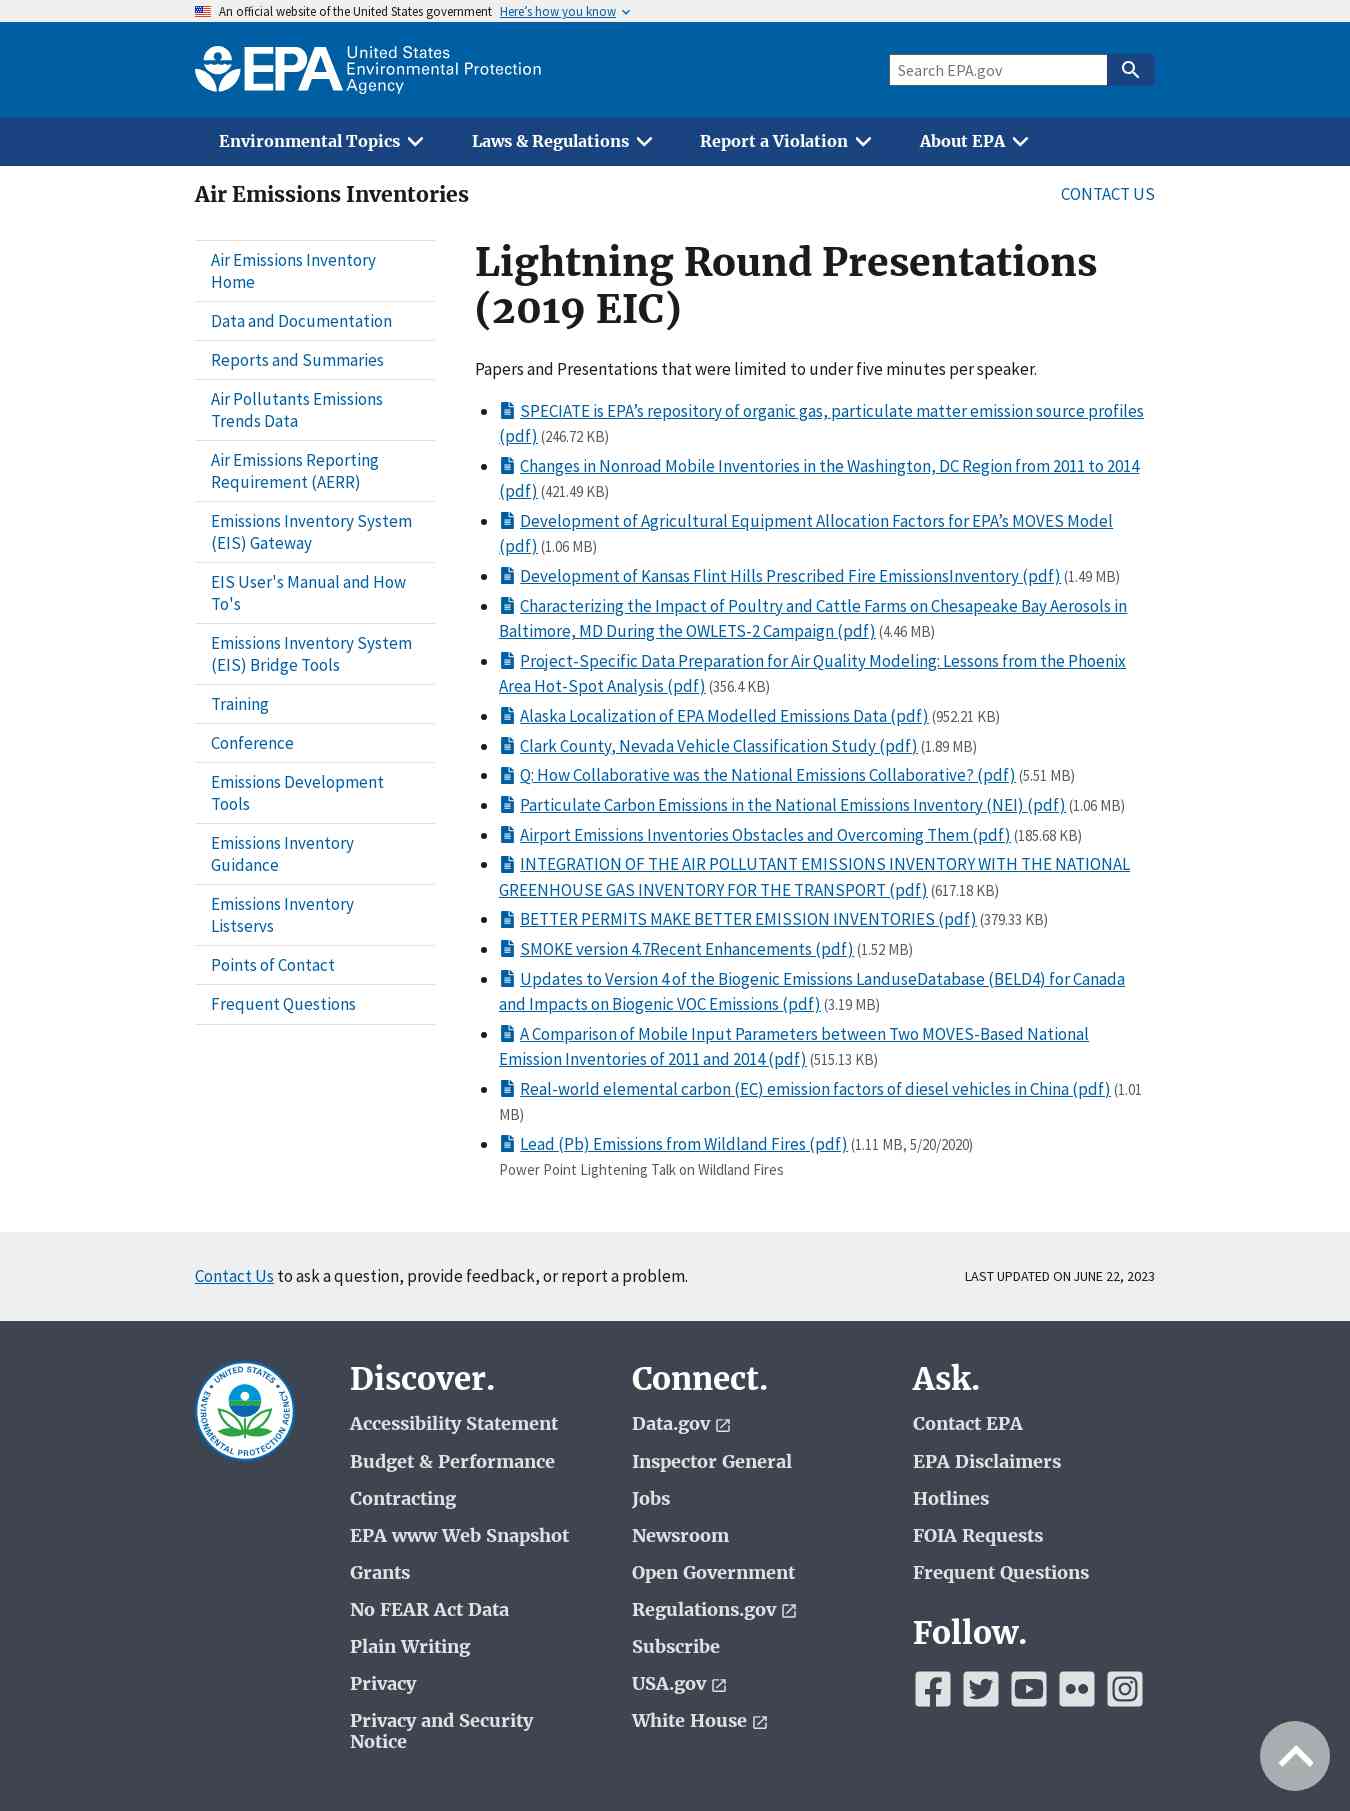 An official website of the United States government Here’s how you know
EPA United States
Environmental Protection
Agency
Search EPA.gov
Environmental Topics Laws & Regulations Report a Violation About EPA
Air Emissions Inventories
CONTACT US
Air Emissions Inventory
Home
Data and Documentation
Reports and Summaries
Air Pollutants Emissions
Trends Data
Air Emissions Reporting
Requirement (AERR)
Emissions Inventory System
(EIS) Gateway
EIS User's Manual and How
To's
Emissions Inventory System
(EIS) Bridge Tools
Training
Conference
Emissions Development
Tools
Emissions Inventory
Guidance
Emissions Inventory
Listservs
Points of Contact
Frequent Questions
Lightning Round Presentations
(2019 EIC)
Papers and Presentations that were limited to under five minutes per speaker.
SPECIATE is EPA’s repository of organic gas, particulate matter emission source profiles
(pdf) (246.72 KB)
Changes in Nonroad Mobile Inventories in the Washington, DC Region from 2011 to 2014
(pdf) (421.49 KB)
Development of Agricultural Equipment Allocation Factors for EPA’s MOVES Model
(pdf) (1.06 MB)
Development of Kansas Flint Hills Prescribed Fire EmissionsInventory (pdf) (1.49 MB)
Characterizing the Impact of Poultry and Cattle Farms on Chesapeake Bay Aerosols in
Baltimore, MD During the OWLETS-2 Campaign (pdf) (4.46 MB)
Project-Specific Data Preparation for Air Quality Modeling: Lessons from the Phoenix
Area Hot-Spot Analysis (pdf) (356.4 KB)
Alaska Localization of EPA Modelled Emissions Data (pdf) (952.21 KB)
Clark County, Nevada Vehicle Classification Study (pdf) (1.89 MB)
Q: How Collaborative was the National Emissions Collaborative? (pdf) (5.51 MB)
Particulate Carbon Emissions in the National Emissions Inventory (NEI) (pdf) (1.06 MB)
Airport Emissions Inventories Obstacles and Overcoming Them (pdf) (185.68 KB)
INTEGRATION OF THE AIR POLLUTANT EMISSIONS INVENTORY WITH THE NATIONAL
GREENHOUSE GAS INVENTORY FOR THE TRANSPORT (pdf) (617.18 KB)
BETTER PERMITS MAKE BETTER EMISSION INVENTORIES (pdf) (379.33 KB)
SMOKE version 4.7Recent Enhancements (pdf) (1.52 MB)
Updates to Version 4 of the Biogenic Emissions LanduseDatabase (BELD4) for Canada
and Impacts on Biogenic VOC Emissions (pdf) (3.19 MB)
A Comparison of Mobile Input Parameters between Two MOVES-Based National
Emission Inventories of 2011 and 2014 (pdf) (515.13 KB)
Real-world elemental carbon (EC) emission factors of diesel vehicles in China (pdf) (1.01
MB)
Lead (Pb) Emissions from Wildland Fires (pdf) (1.11 MB, 5/20/2020)
Power Point Lightening Talk on Wildland Fires
Contact Us to ask a question, provide feedback, or report a problem.
LAST UPDATED ON JUNE 22, 2023
UNITED STATES
ENVIRONMENTAL PROTECTION AGENCY
Discover.
Accessibility Statement
Budget & Performance
Contracting
EPA www Web Snapshot
Grants
No FEAR Act Data
Plain Writing
Privacy
Privacy and Security
Notice
Connect.
Data.gov
Inspector General
Jobs
Newsroom
Open Government
Regulations.gov
Subscribe
USA.gov
White House
Ask.
Contact EPA
EPA Disclaimers
Hotlines
FOIA Requests
Frequent Questions
Follow.